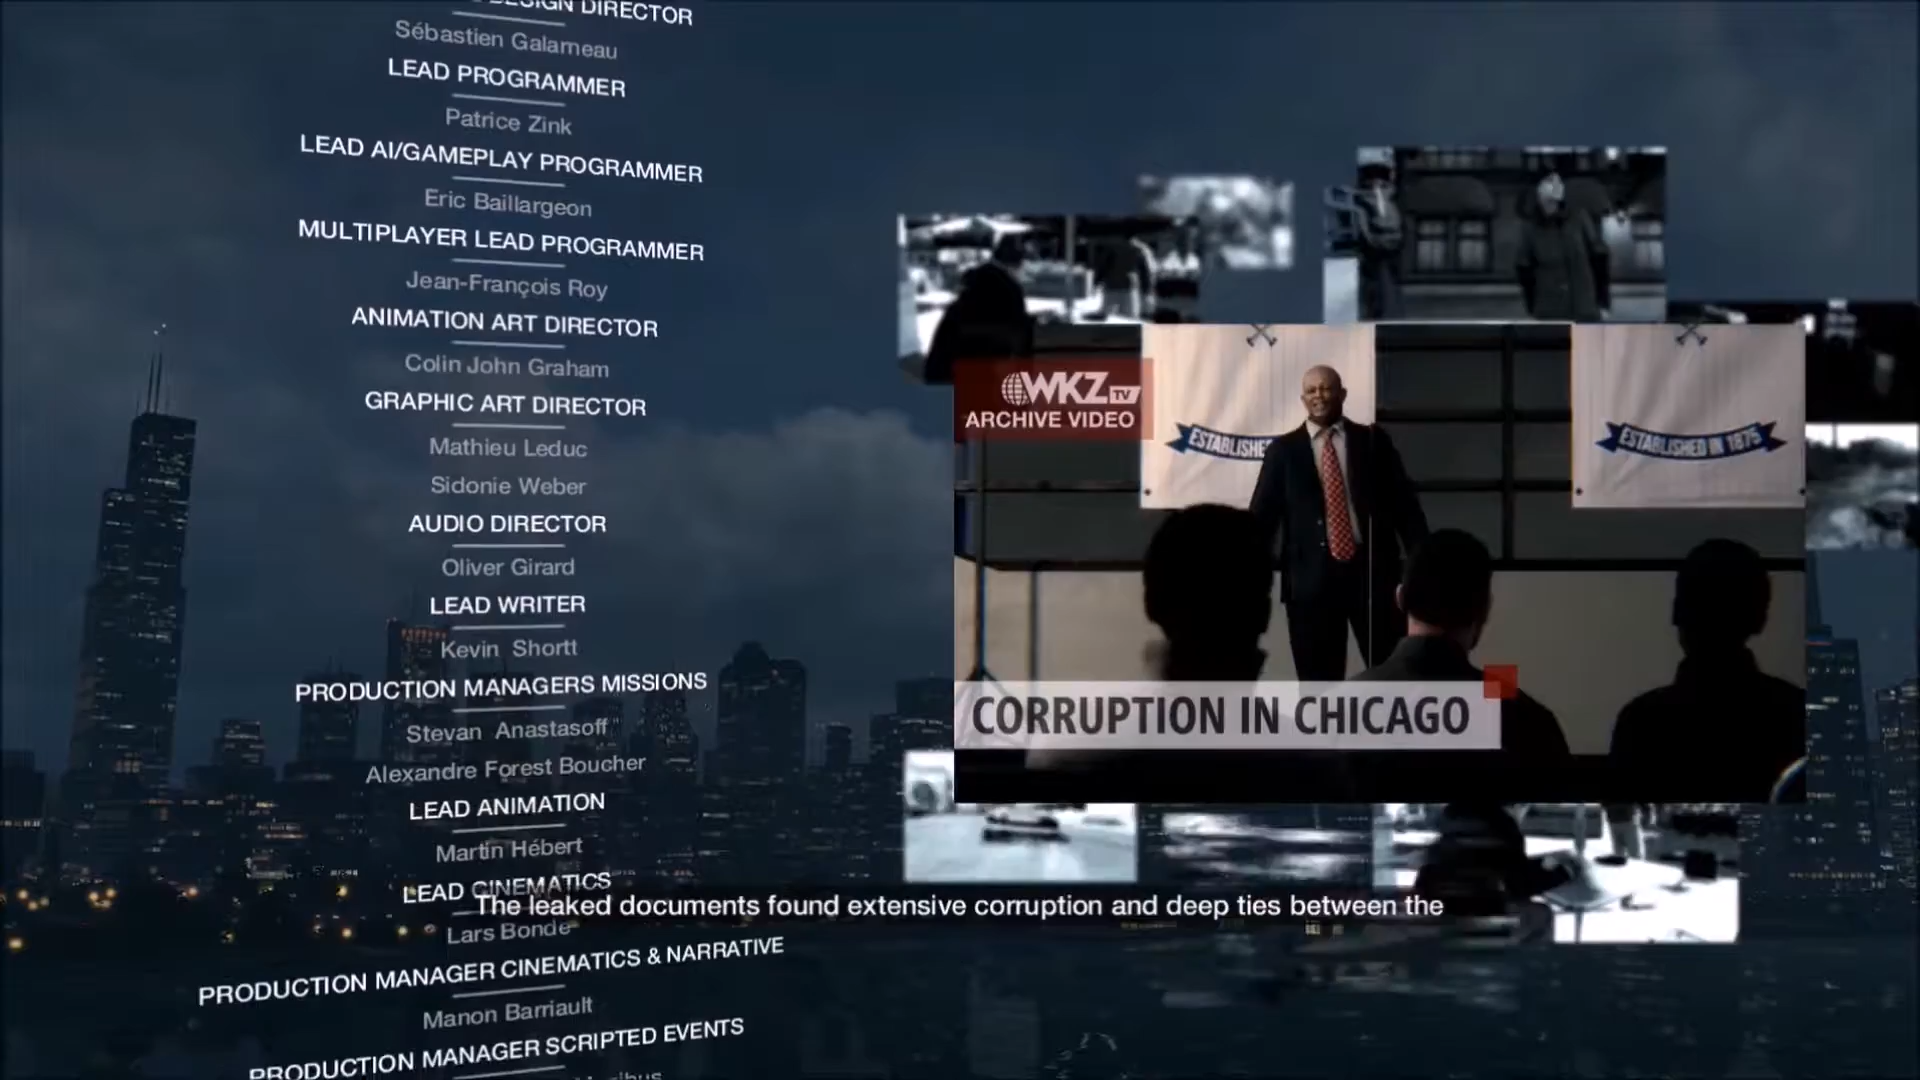 DESIGN DIRECTOR
Sébastien Galarneau
LEAD PROGRAMMER
Patrice Zink
LEAD AI/GAMEPLAY PROGRAMMER
Eric Baillargeon
MULTIPLAYER LEAD PROGRAMMER
Jean-François Roy
ANIMATION ART DIRECTOR
Colin John Graham
GRAPHIC ART DIRECTOR
Mathieu Leduc
Sidonie Weber
AUDIO DIRECTOR
Oliver Girard
LEAD WRITER
Kevin Shortt
PRODUCTION MANAGERS MISSIONS
Stevan Anastasoff
Alexandre Forest Boucher
LEAD ANIMATION
Martin Hébert
LEAD CINEMATICS
Lars Bonde
PRODUCTION MANAGER CINEMATICS & NARRATIVE
Manon Barriault
PRODUCTION MANAGER SCRIPTED EVENTS
WKZ TV
ARCHIVE VIDEO
ESTABLISHE
ESTABLISHED IN 1875
CORRUPTION IN CHICAGO
The leaked documents found extensive corruption and deep ties between the